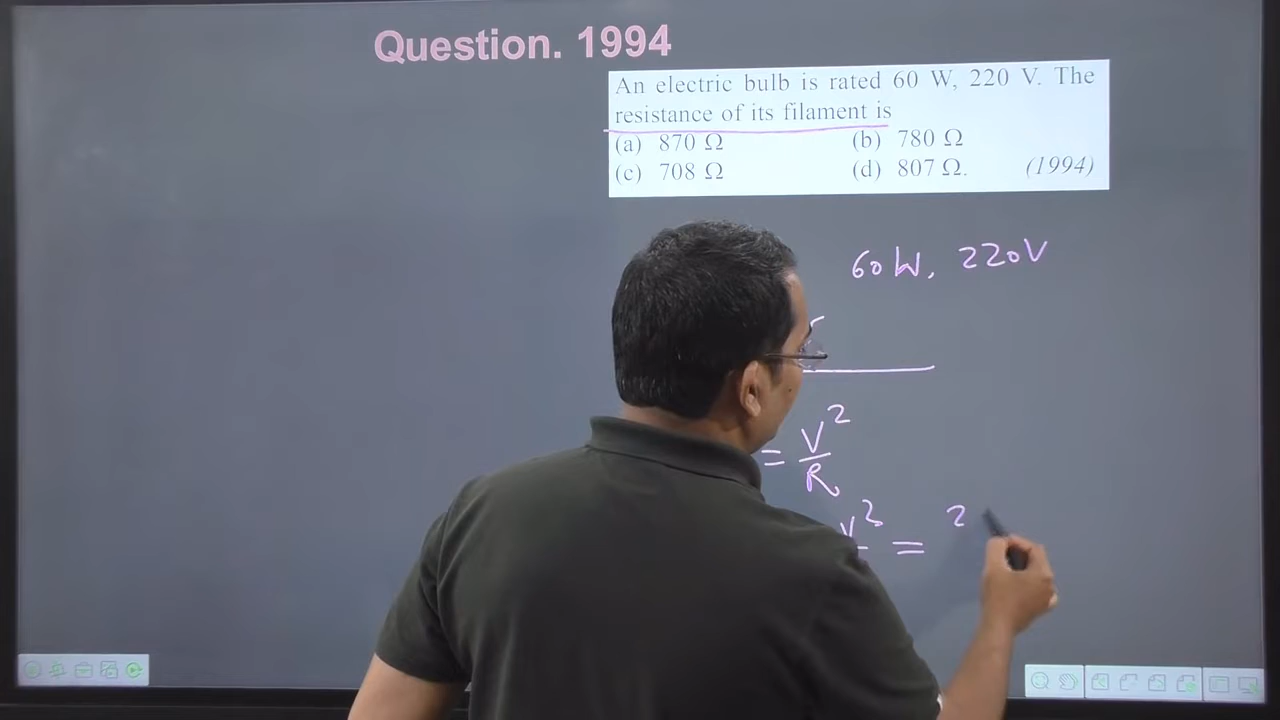 Question. 1994
An electric bulb is rated 60 W, 220 V. The
resistance of its filament is
(a) 870 Ω (b) 780 Ω
(c) 708 Ω (d) 807 Ω. (1994)
60W, 220V
= V²/R
V² = 2